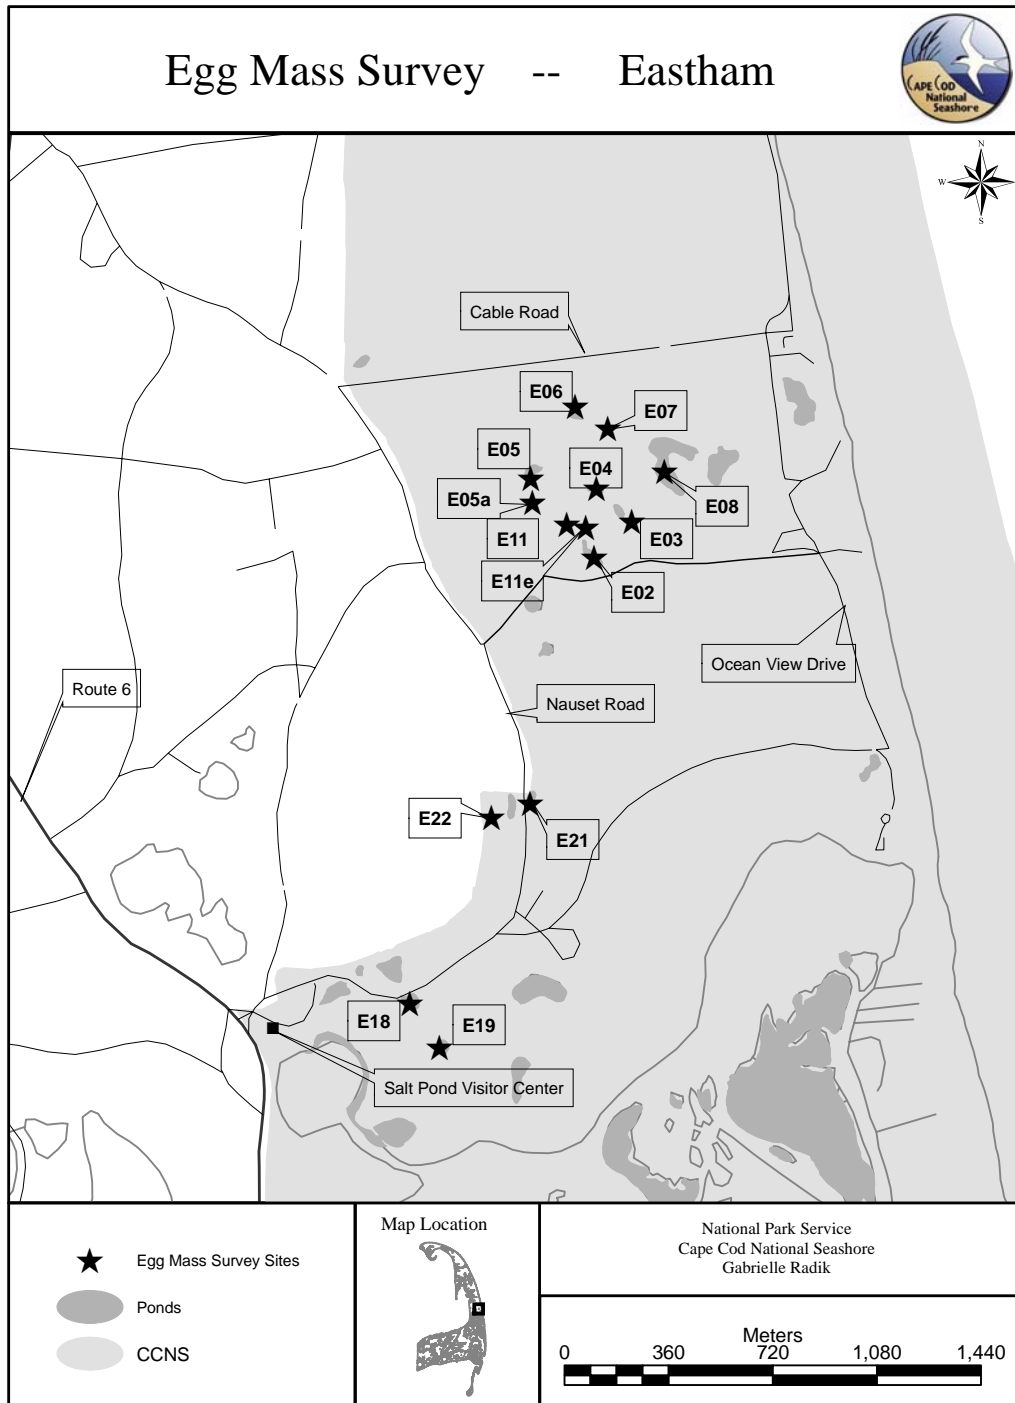 Egg Mass Survey -- Eastham
CAPE COD
National
Seashore
N
W
S
Cable Road
E06
E07
E05
E04
E05a
E08
E11
E03
E11e
E02
Ocean View Drive
Route 6
Nauset Road
E22
E21
E18
E19
Salt Pond Visitor Center
Egg Mass Survey Sites
Ponds
CCNS
Map Location
National Park Service
Cape Cod National Seashore
Gabrielle Radik
Meters
0 360 720 1,080 1,440